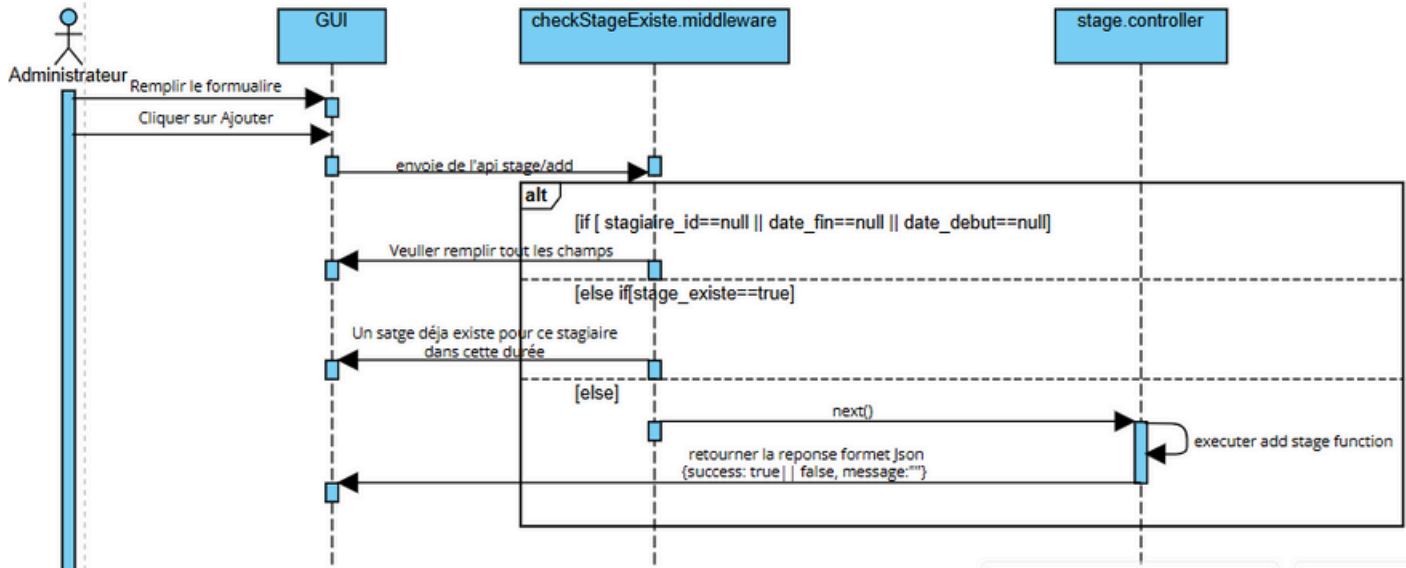 GUI
checkStageExiste.middleware
stage.controller
Administrateur
Remplir le formualire
Cliquer sur Ajouter
envoie de l'api stage/add
alt
[if [ stagiaire_id==null || date_fin==null || date_debut==null]
Veuller remplir tout les champs
[else if[stage_existe==true]
Un satge déja existe pour ce stagiaire
dans cette durée
[else]
next()
executer add stage function
retourner la reponse formet Json
{success: true|| false, message:""}